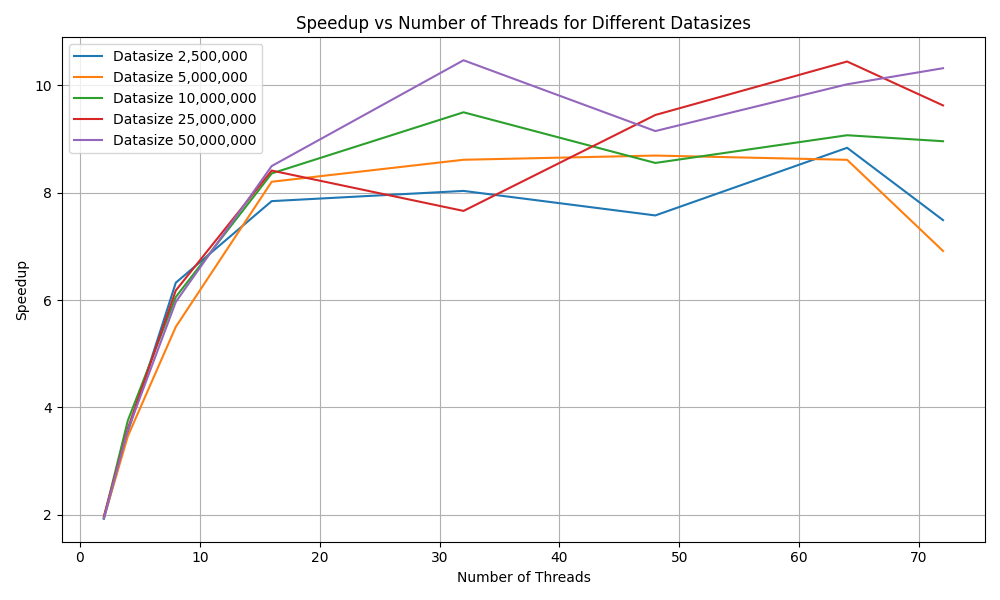 Speedup vs Number of Threads for Different Datasizes
Datasize 2,500,000
Datasize 5,000,000
Datasize 10,000,000
Datasize 25,000,000
Datasize 50,000,000
Speedup
10
8
6
4
2
0 10 20 30 40 50 60 70
Number of Threads